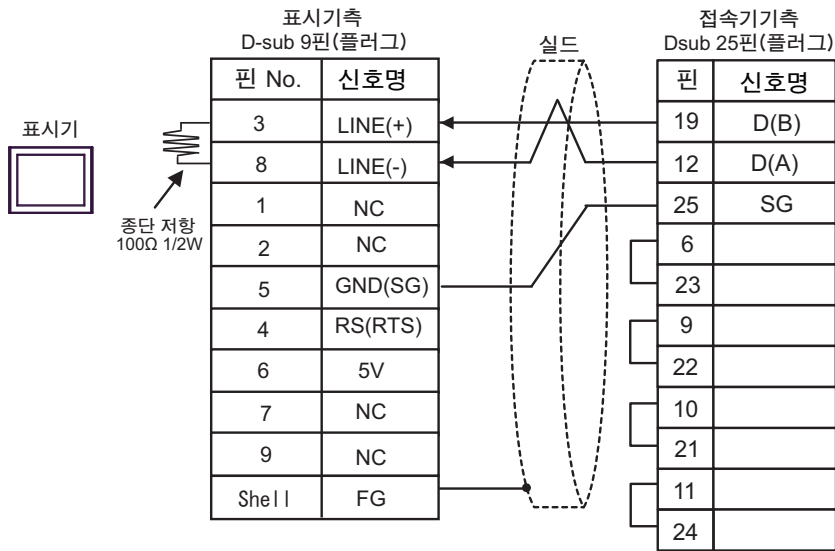 표시기측
D-sub 9핀(플러그)
실드
접속기기측
Dsub 25핀(플러그)
표시기
종단 저항
100Ω 1/2W
핀 No. 신호명
3 LINE(+)
8 LINE(-)
1 NC
2 NC
5 GND(SG)
4 RS(RTS)
6 5V
7 NC
9 NC
Shell FG
핀 신호명
19 D(B)
12 D(A)
25 SG
6
23
9
22
10
21
11
24